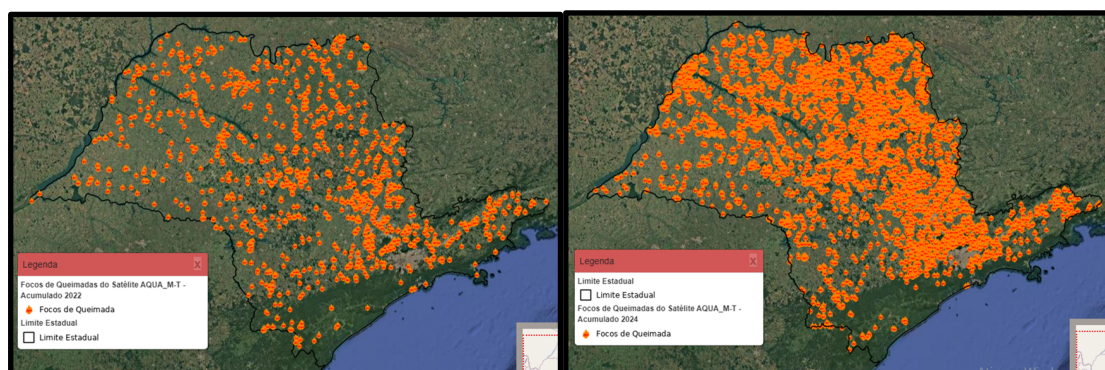 Legenda
X
Focos de Queimadas do Satélite AQUA_M-T -
Acumulado 2022
Focos de Queimada
Limite Estadual
Limite Estadual
Legenda
X
Limite Estadual
Limite Estadual
Focos de Queimadas do Satélite AQUA_M-T -
Acumulado 2024
Focos de Queimada